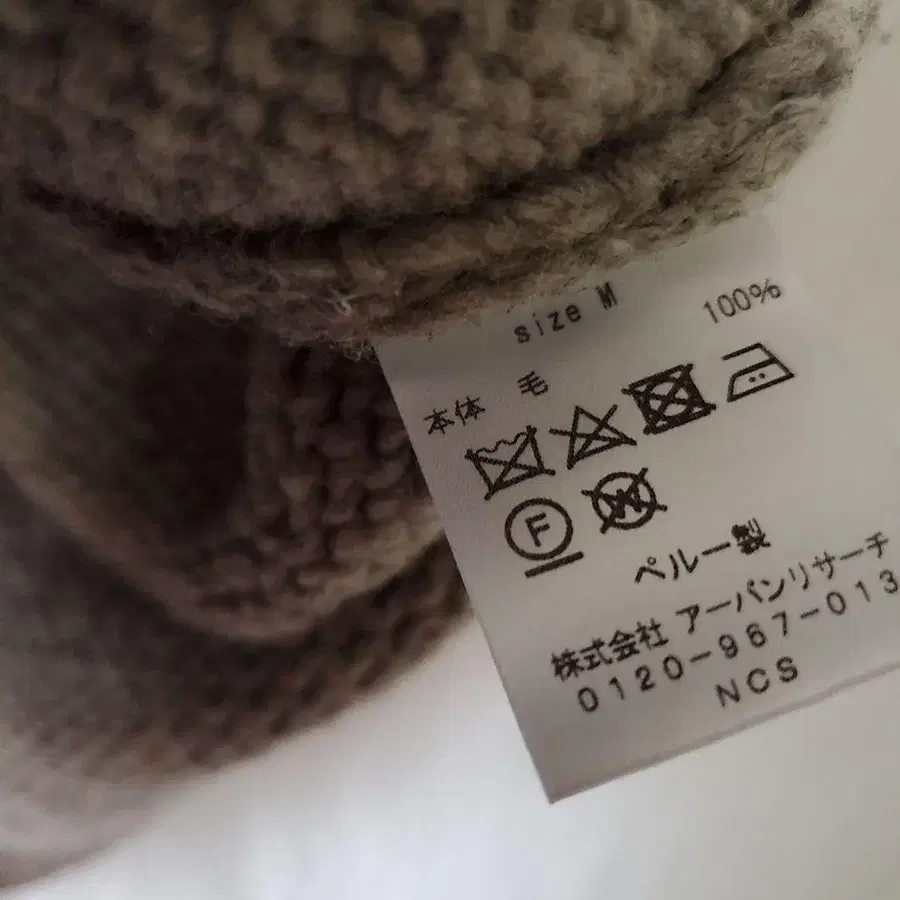 size M
本体 毛 100%
F
W
ペルー製
株式会社 アーバンリサーチ
0120-967-013
NCS